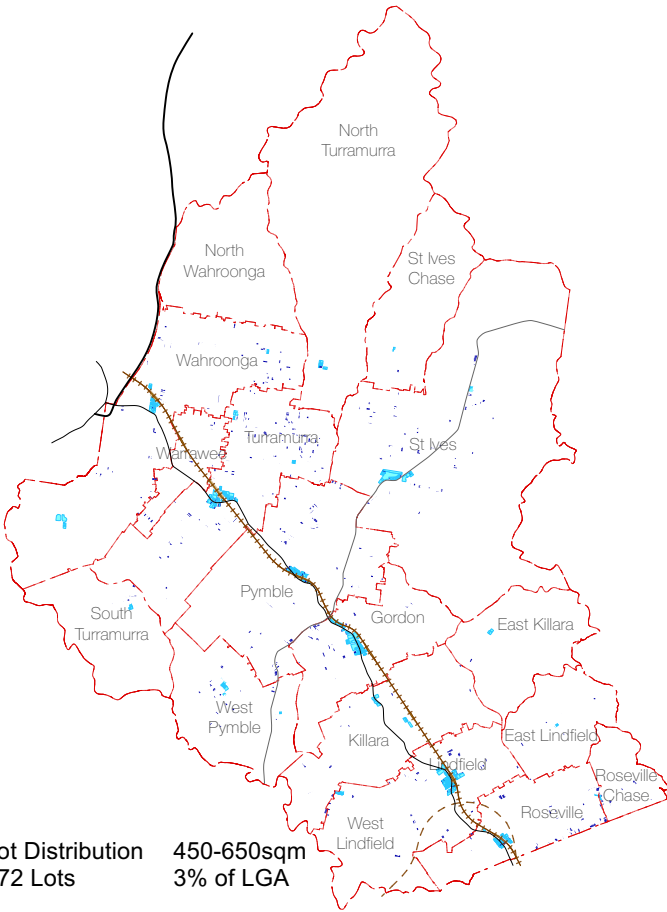 North
Turramurra
North
Wahroonga
St Ives
Chase
Wahroonga
Turramurra
St Ives
Warrawee
Pymble
Gordon
South
Turramurra
East Killara
West
Pymble
Killara
East Lindfield
Lindfield
Roseville
Chase
Roseville
West
Lindfield
ot Distribution 450-650sqm
72 Lots 3% of LGA